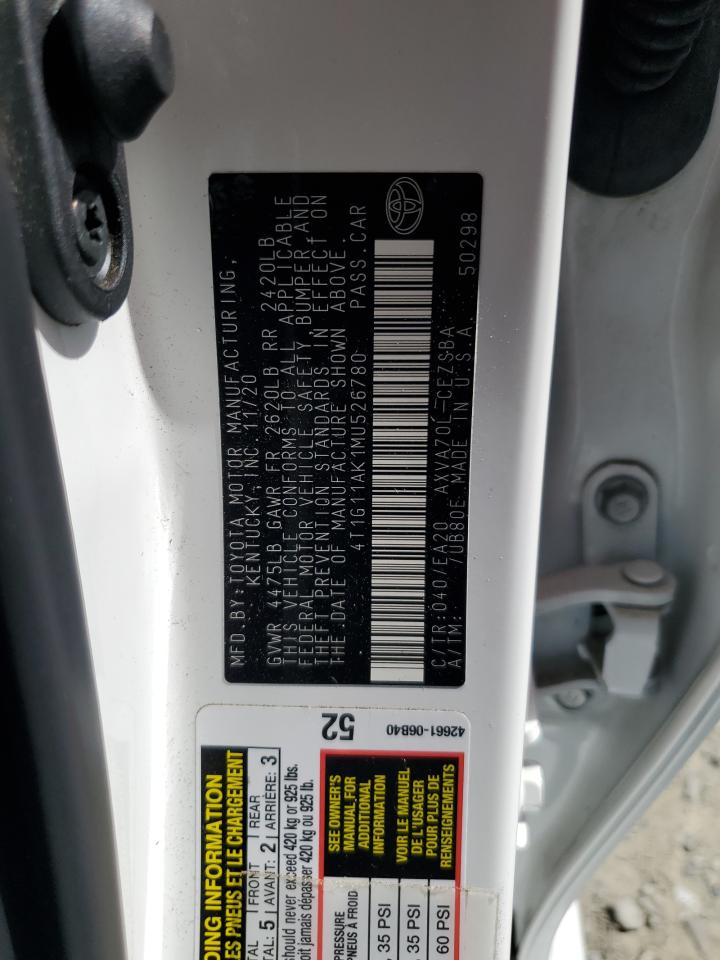 MFD. BY: TOYOTA MOTOR MANUFACTURING,
KENTUCKY, INC. 11/20
GVWR 4475LB GAWR FR 2620LB RR 2420LB
THIS VEHICLE CONFORMS TO ALL APPLICABLE
FEDERAL MOTOR VEHICLE SAFETY BUMPER, AND
THEFT PREVENTION STANDARDS IN EFFECT ON
THE DATE OF MANUFACTURE SHOWN ABOVE.
4T1G11AK1MU526780 PASS. CAR
C/TR: 040/EA20 AXVA70L-CEZSBA
A/TM: /UB80E MADE IN U.S.A.
50298
DING INFORMATION
LES PNEUS ET LE CHARGEMENT
TAL FRONT REAR
TAL: 5 AVANT: 2 ARRIÈRE: 3
should never exceed 420 kg or 925 lbs.
oit jamais dépasser 420 kg ou 925 lb.
52
42661-06B40
SEE OWNER'S
MANUAL FOR
ADDITIONAL
INFORMATION
VOIR LE MANUEL
DE L'USAGER
POUR PLUS DE
RENSEIGNEMENTS
PRESSURE
PNEUS À FROID
, 35 PSI
, 35 PSI
60 PSI